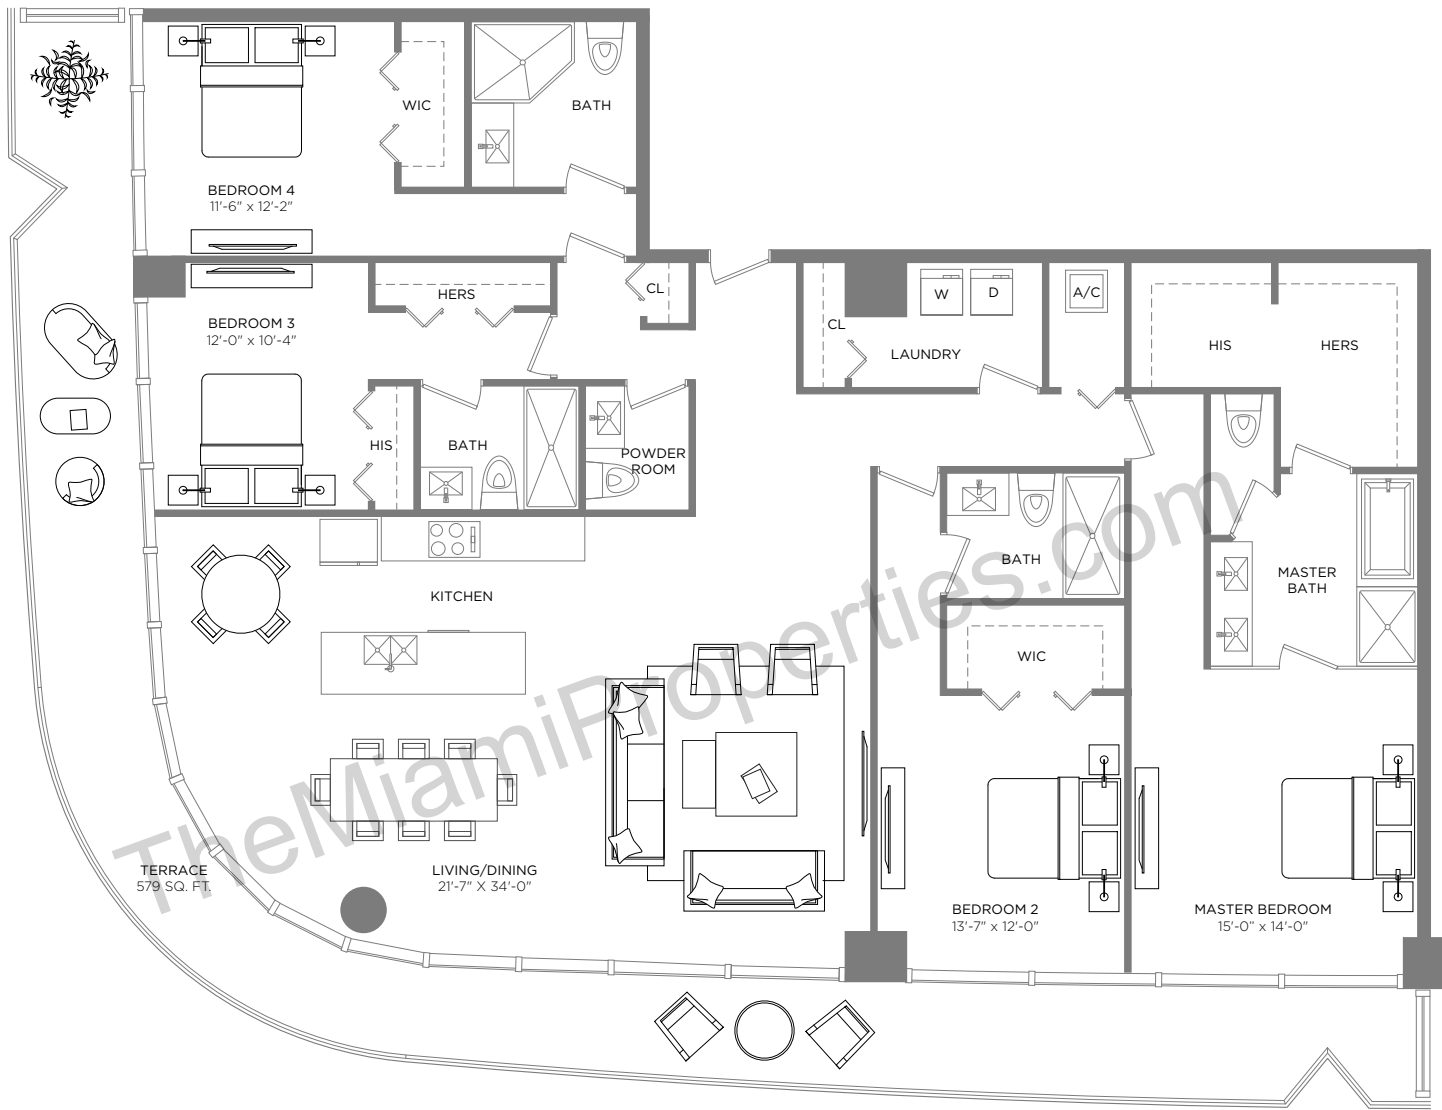 WIC
BATH
BEDROOM 4
11'-6" x 12'-2"
HERS
CL
BEDROOM 3
12'-0" x 10'-4"
HIS
BATH
POWDER
ROOM
W
D
A/C
CL
LAUNDRY
HIS
HERS
KITCHEN
BATH
MASTER
BATH
WIC
TheMiamiProperties.com
TERRACE
579 SQ. FT.
LIVING/DINING
21'-7" X 34'-0"
BEDROOM 2
13'-7" x 12'-0"
MASTER BEDROOM
15'-0" x 14'-0"